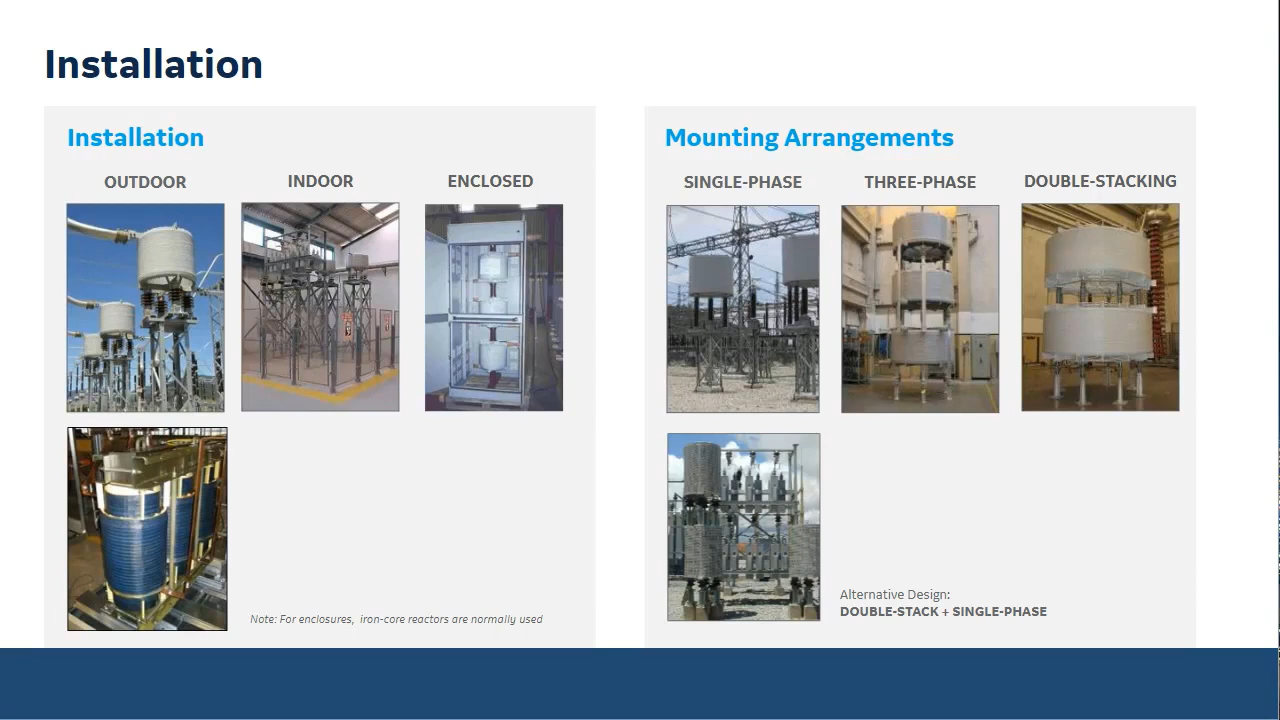 Installation
Installation
OUTDOOR
INDOOR
ENCLOSED
Note: For enclosures, iron-core reactors are normally used
Mounting Arrangements
SINGLE-PHASE
THREE-PHASE
DOUBLE-STACKING
Alternative Design:
DOUBLE-STACK + SINGLE-PHASE